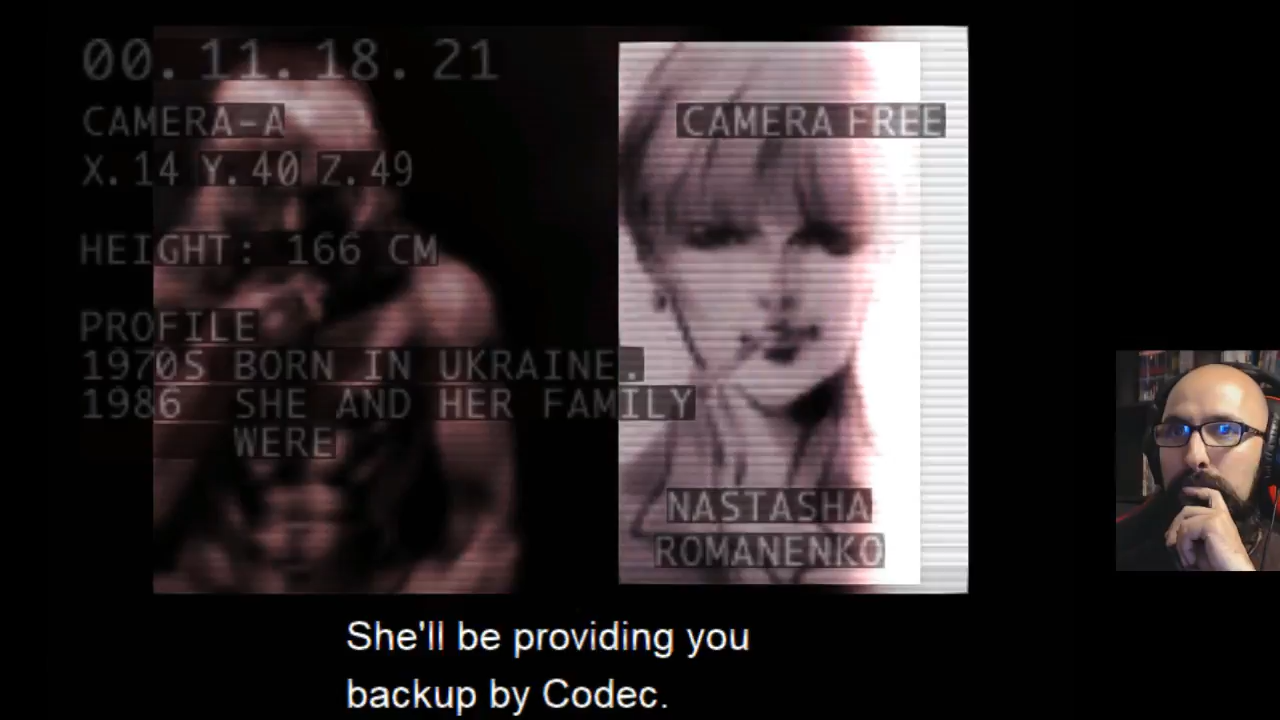 00.11.18.21
CAMERA-A
X.14 Y.40 Z.49
HEIGHT: 166 CM
PROFILE
1970S BORN IN UKRAINE.
1986 SHE AND HER FAMILY
WERE
CAMERA FREE
NASTASHA
ROMANENKO
She'll be providing you
backup by Codec.